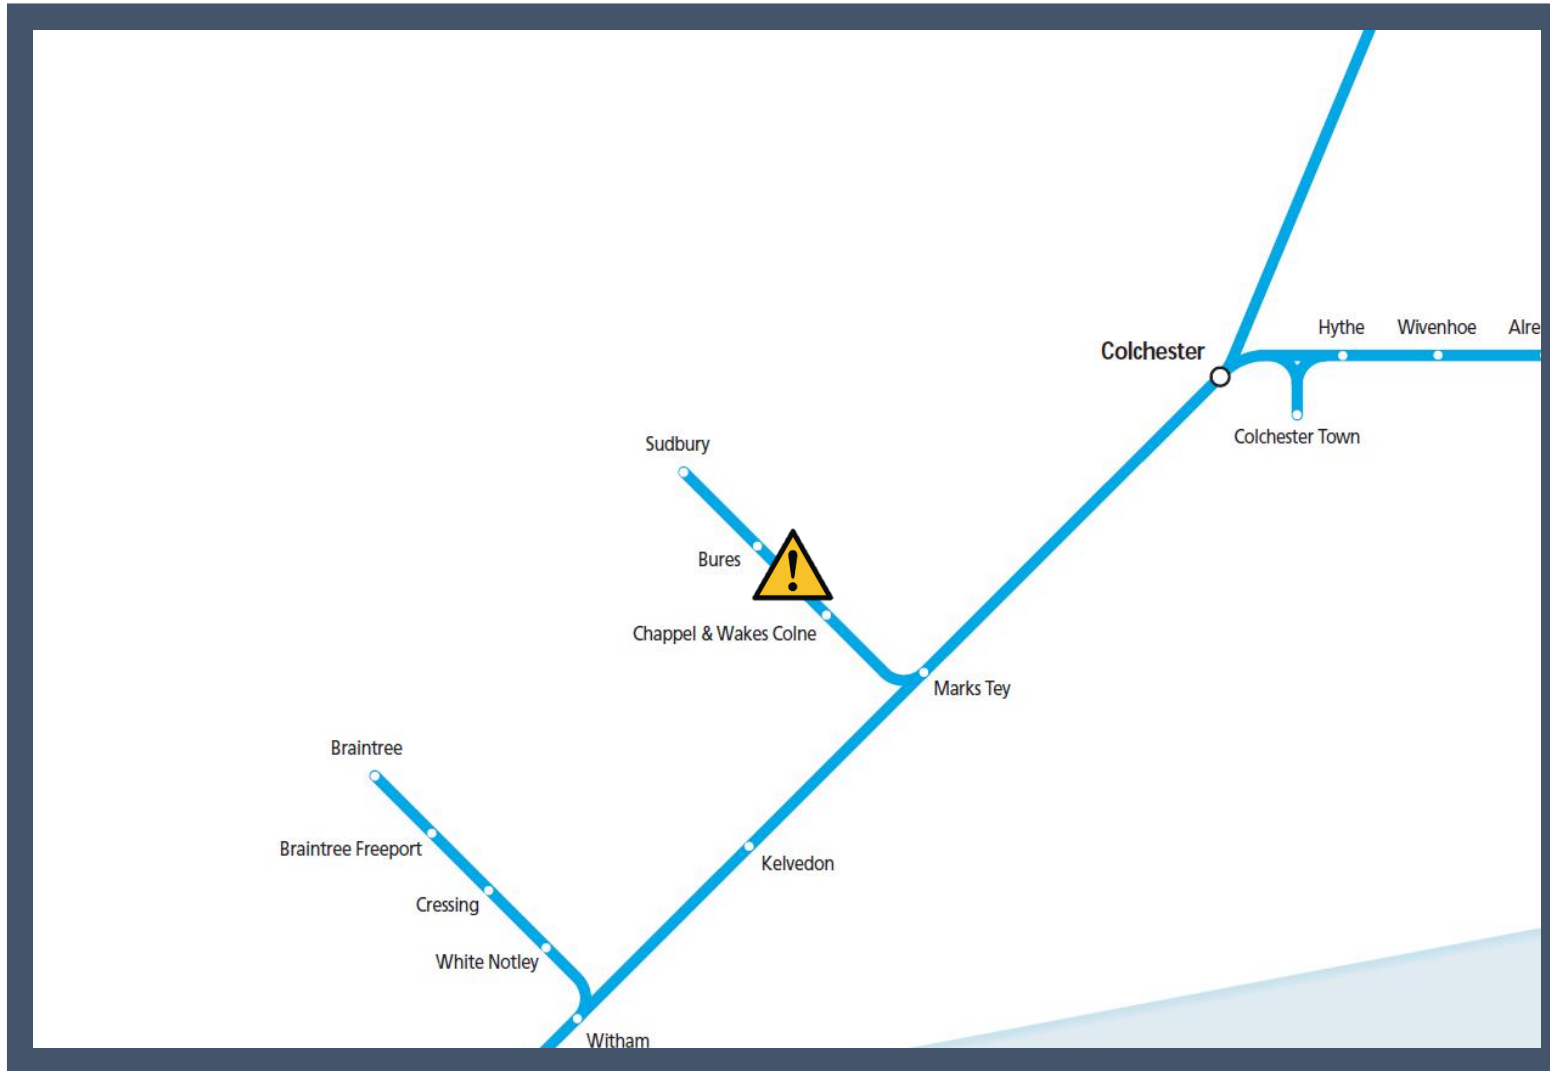 Hythe
Wivenhoe
Alre
Colchester
Colchester Town
Sudbury
Bures
!
Chappel & Wakes Colne
Marks Tey
Braintree
Braintree Freeport
Kelvedon
Cressing
White Notley
Witham